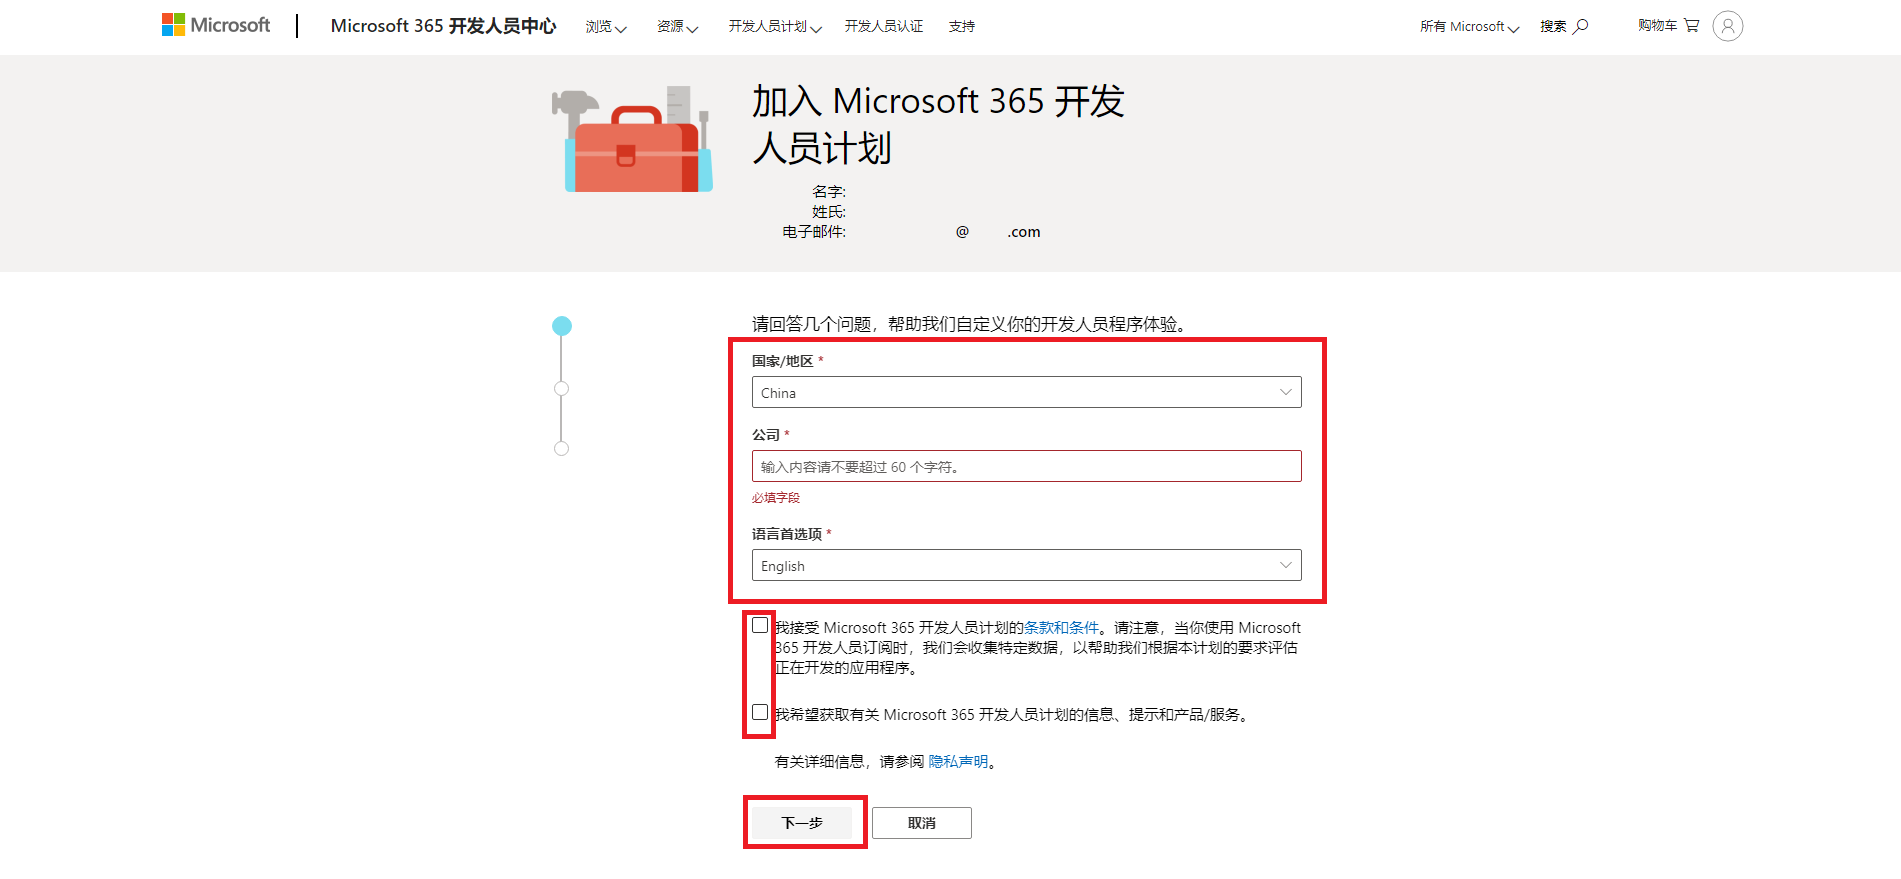 Microsoft Microsoft 365 开发人员中心 浏览 资源 开发人员计划 开发人员认证 支持 所有 Microsoft 搜索 购物车
加入 Microsoft 365 开发
人员计划
名字:
姓氏:
电子邮件: @ .com
请回答几个问题，帮助我们自定义你的开发人员程序体验。
国家/地区 *
China
公司 *
输入内容请不要超过 60 个字符。
必填字段
语言首选项 *
English
我接受 Microsoft 365 开发人员计划的条款和条件。请注意，当你使用 Microsoft
365 开发人员订阅时，我们会收集特定数据，以帮助我们根据本计划的要求评估
正在开发的应用程序。
我希望获取有关 Microsoft 365 开发人员计划的信息、提示和产品/服务。
有关详细信息，请参阅 隐私声明。
下一步 取消